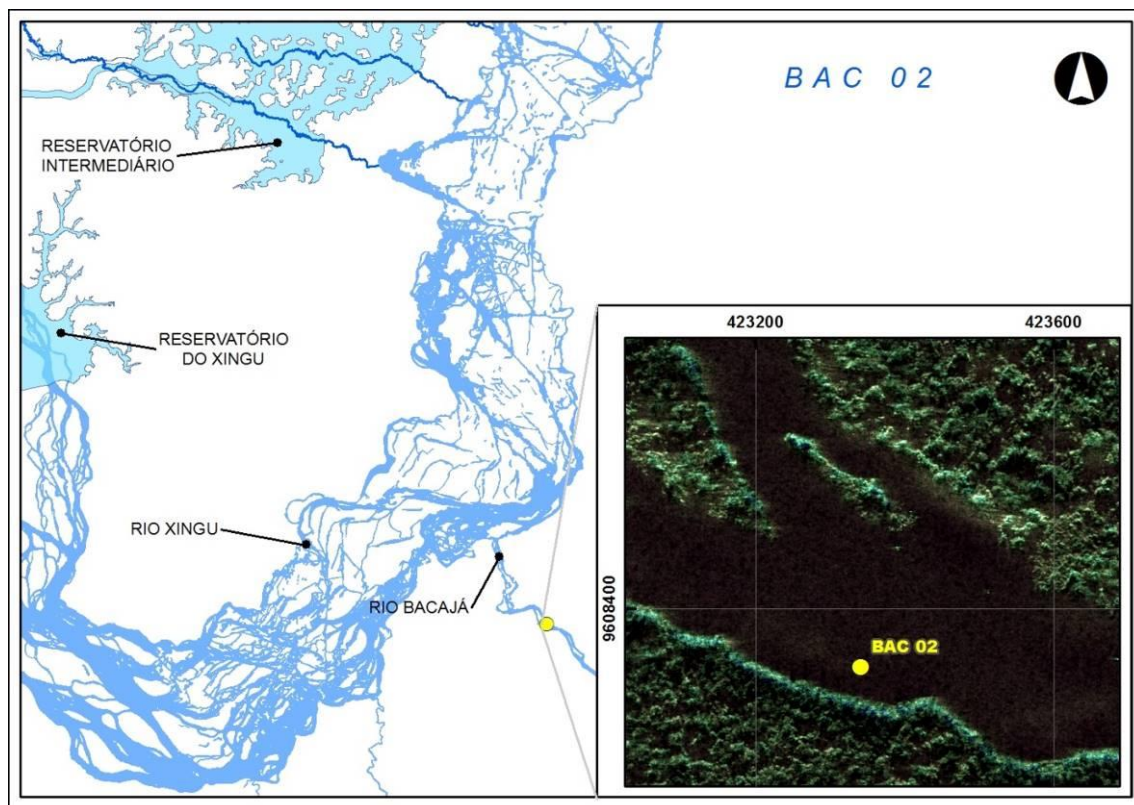 BAC 02
RESERVATÓRIO
INTERMEDIÁRIO
RESERVATÓRIO
DO XINGU
RIO XINGU
RIO BACAJÁ
423200
423600
9608400
BAC 02